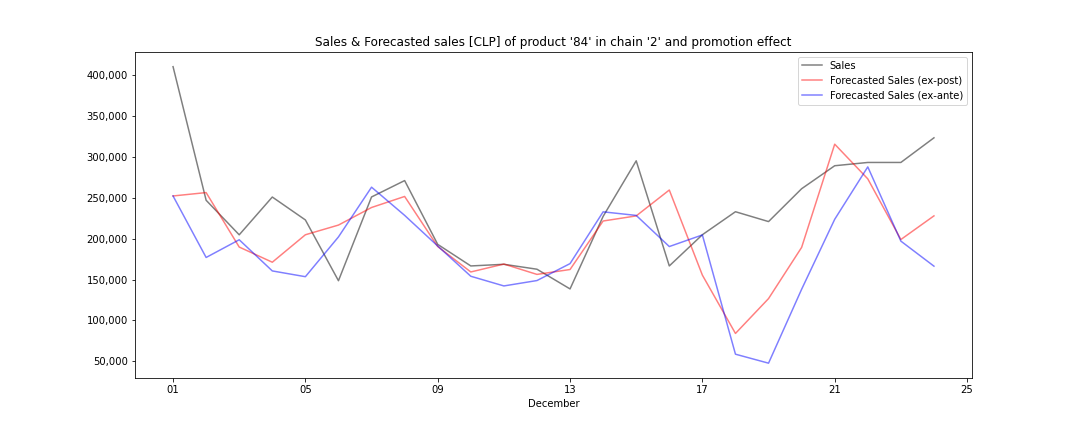 Sales & Forecasted sales [CLP] of product '84' in chain '2' and promotion effect
Sales
Forecasted Sales (ex-post)
Forecasted Sales (ex-ante)
400,000
350,000
300,000
250,000
200,000
150,000
100,000
50,000
01 05 09 13 17 21 25
December